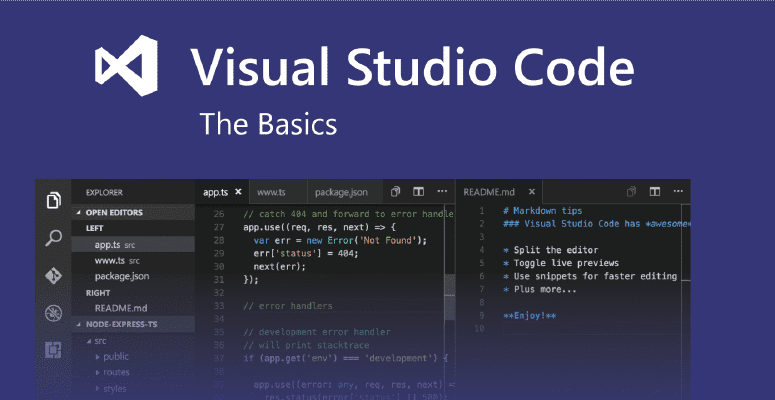 Visual Studio Code
The Basics
EXPLORER
OPEN EDITORS
LEFT
app.ts src
www.ts src
package.json
RIGHT
README.md
NODE-EXPRESS-TS
src
public
routes
styles
app.ts
www.ts
package.json
26 // catch 404 and forward to error handle
27 app.use((req, res, next) => {
28 var err = new Error('Not Found');
29 err['status'] = 404;
30 next(err);
31 });
32
33 // error handlers
34
35 // development error handler
36 // will print stacktrace
37 if (app.get('env') === 'development') {
38
app.use((error: any, req, res, next) =
res.status(error['status'] || 500);
README.md
1 # Markdown tips
2 ### Visual Studio Code has *awesome*
3
4 * Split the editor
5 * Toggle live previews
6 * Use snippets for faster editing
7 * Plus more...
8
9 **Enjoy!**
10